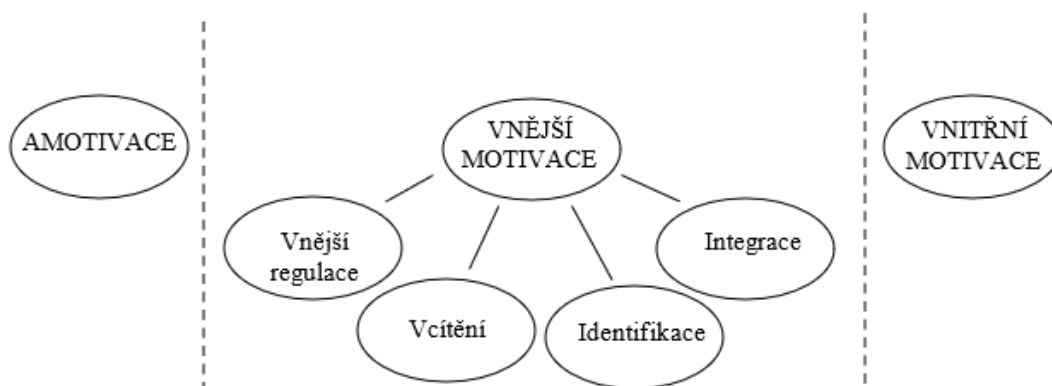 AMOTIVACE
VNĚJŠÍ
MOTIVACE
VNITŘNÍ
MOTIVACE
Vnější
regulace
Vcítění
Identifikace
Integrace